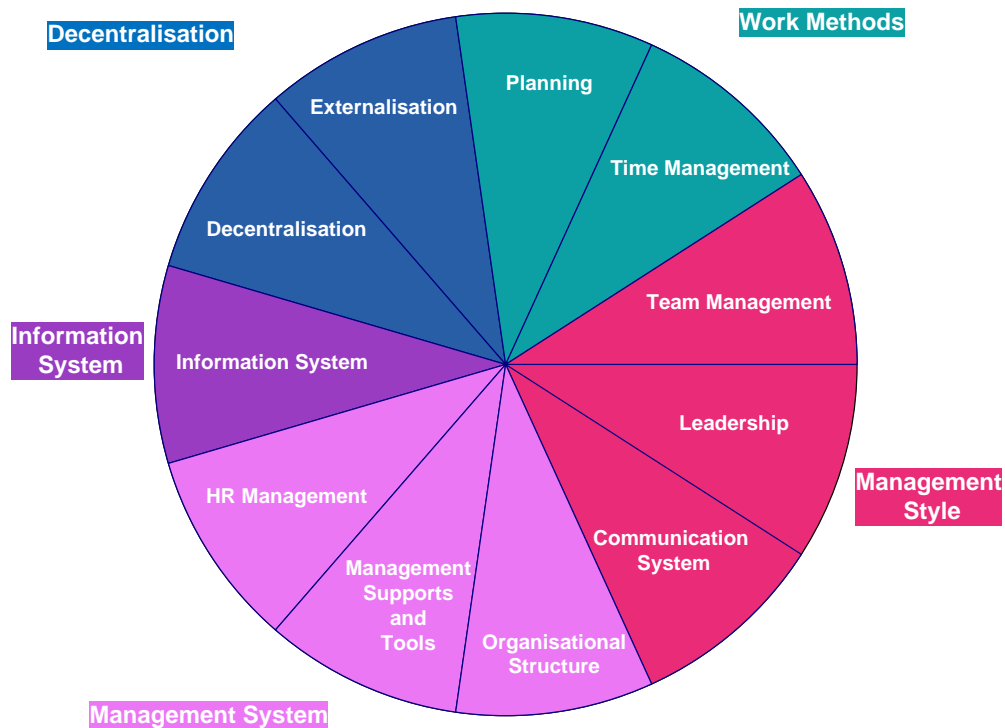 Decentralisation
Work Methods
Externalisation
Planning
Time Management
Decentralisation
Team Management
Information
System
Information System
Leadership
Management
Style
HR Management
Communication
System
Management
Supports
and
Tools
Organisational
Structure
Management System